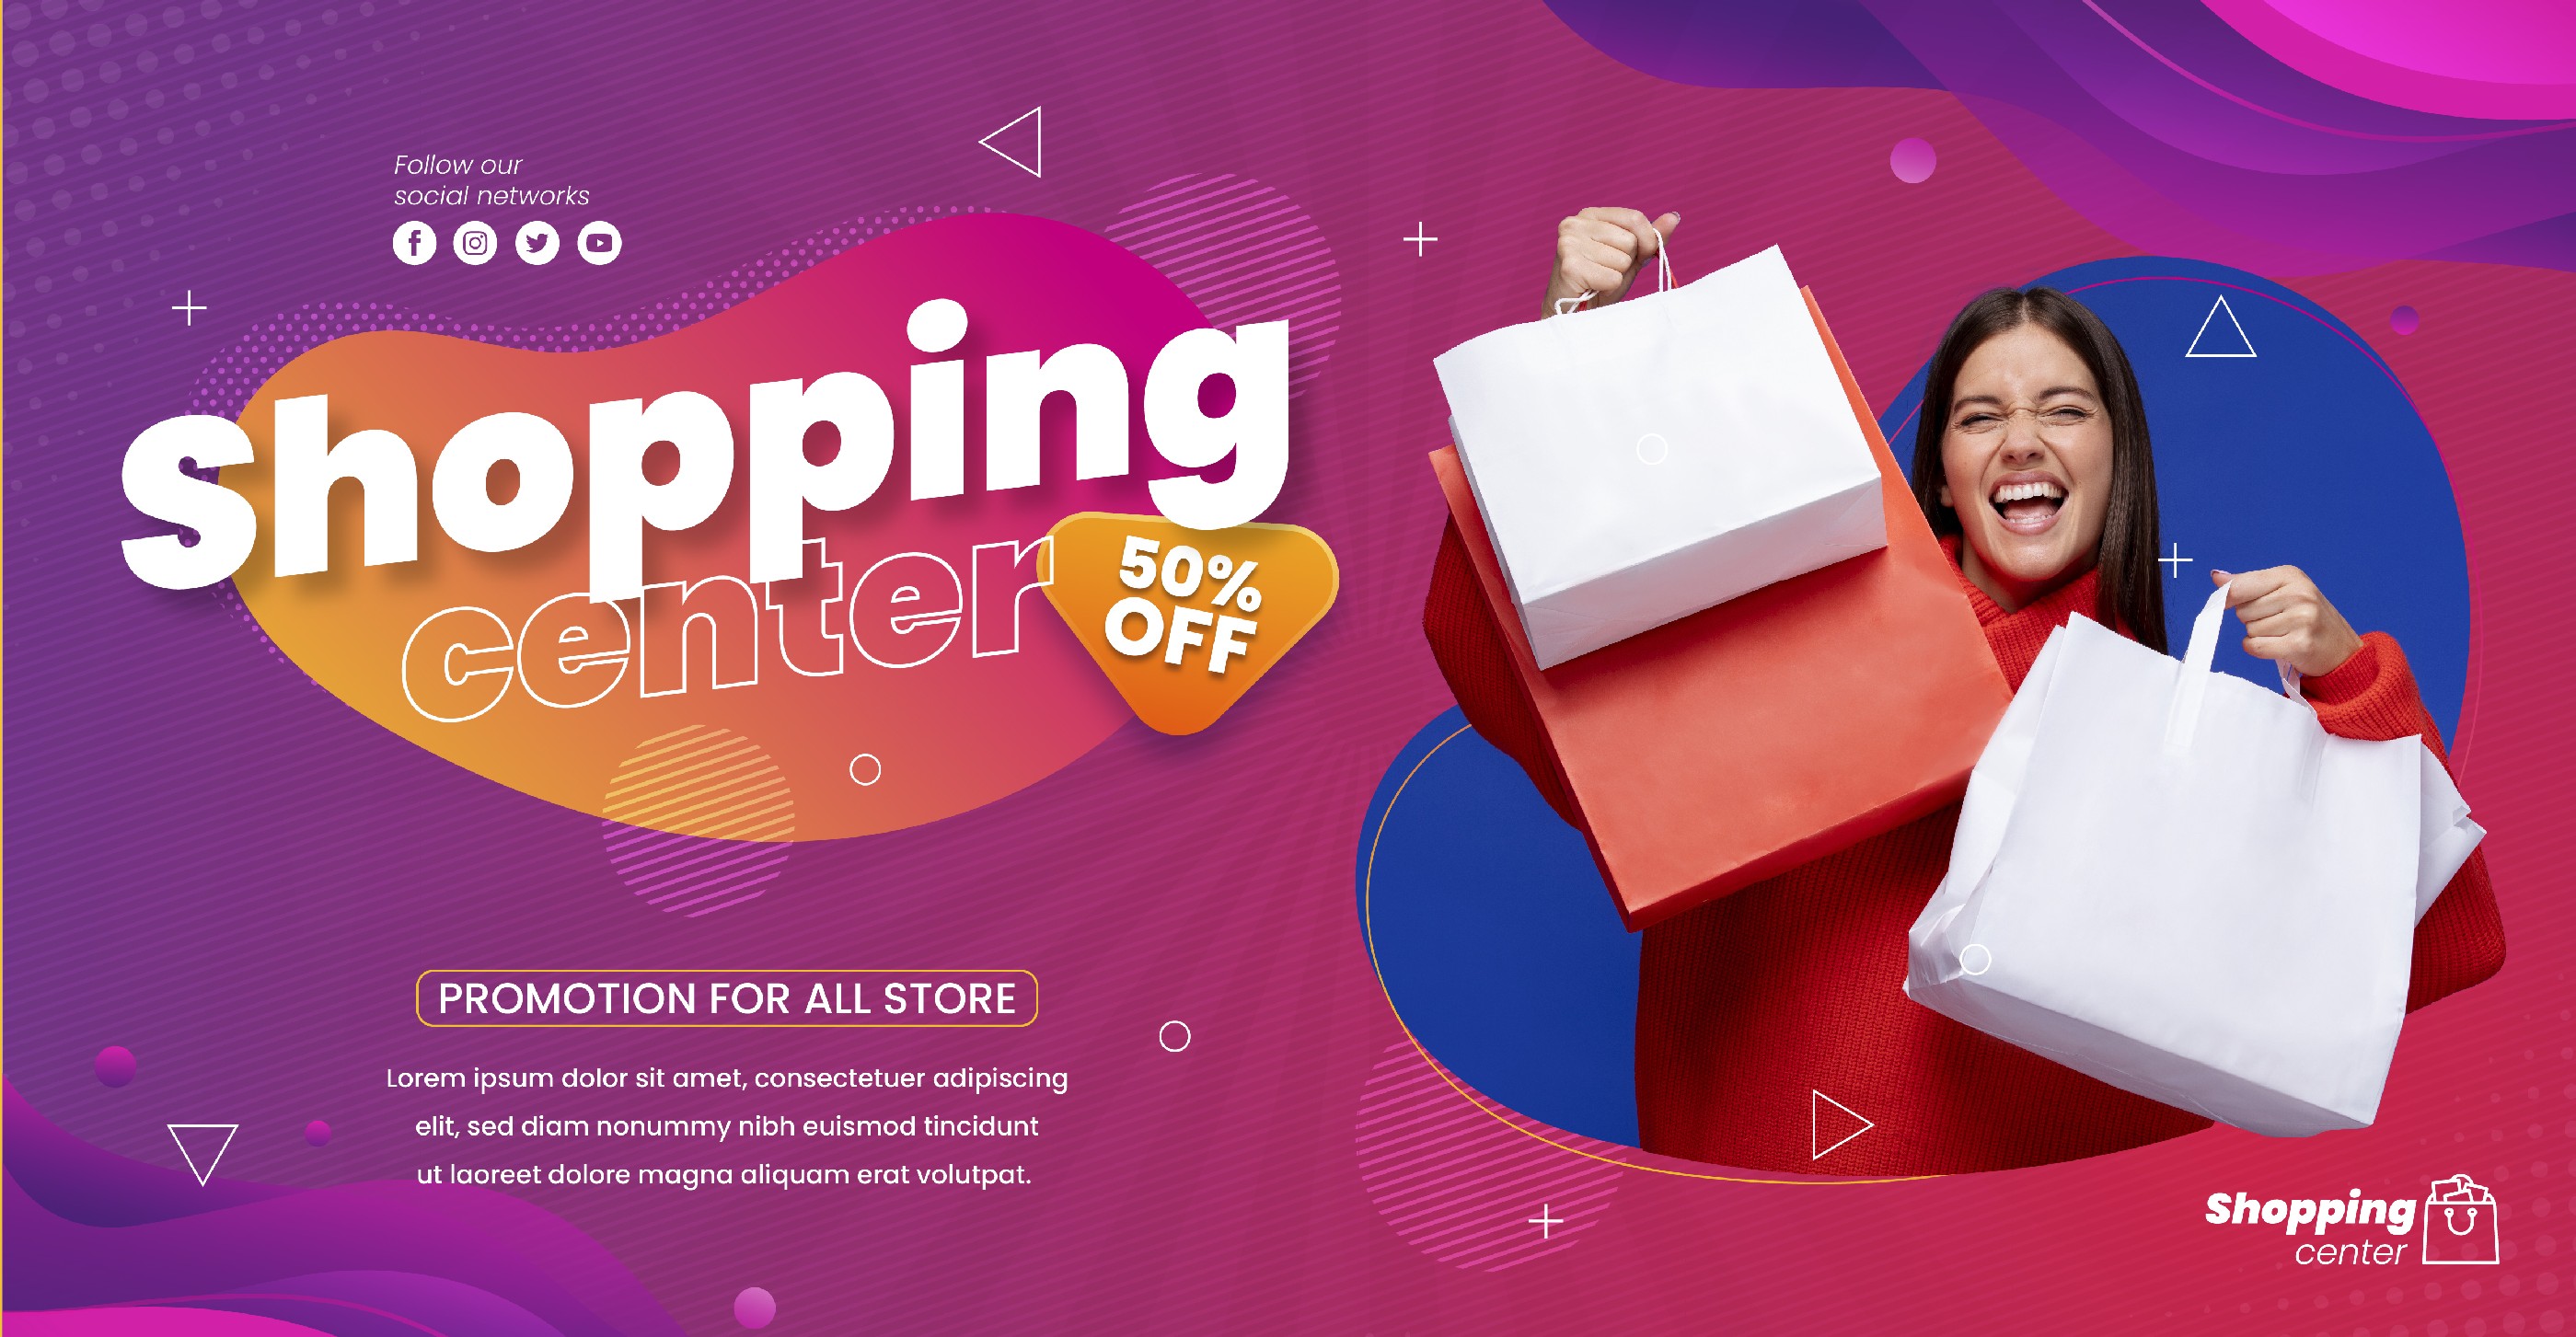 Follow our
social networks
Shopping
center
50%
OFF
PROMOTION FOR ALL STORE
Lorem ipsum dolor sit amet, consectetuer adipiscing
elit, sed diam nonummy nibh euismod tincidunt
ut laoreet dolore magna aliquam erat volutpat.
Shopping
center